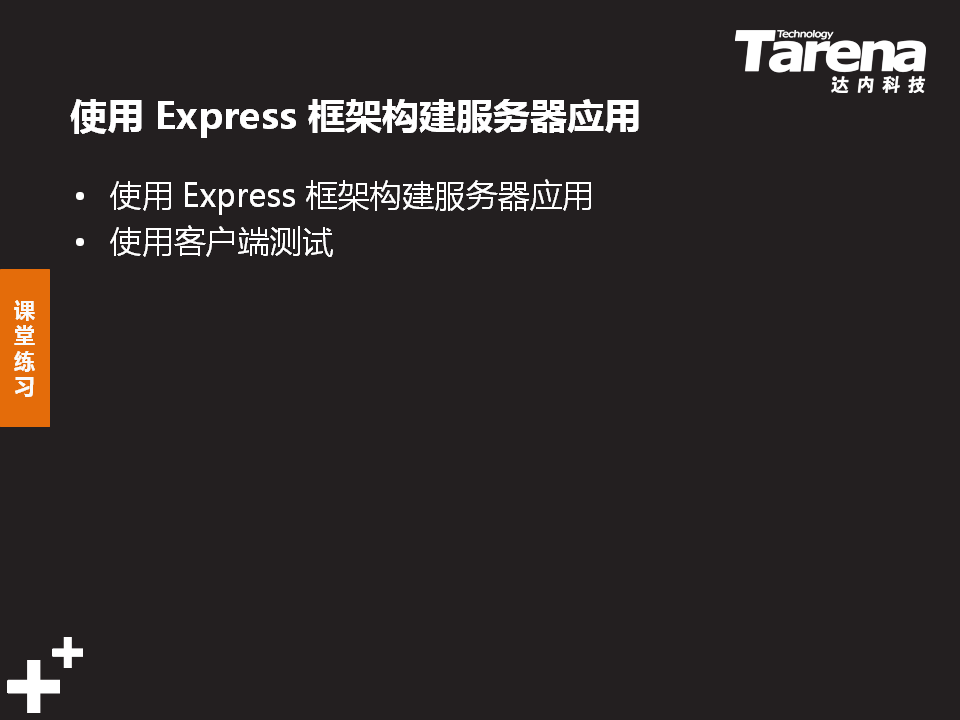 Technology
Tarena
达内科技
使用 Express 框架构建服务器应用
• 使用 Express 框架构建服务器应用
• 使用客户端测试
课
堂
练
习